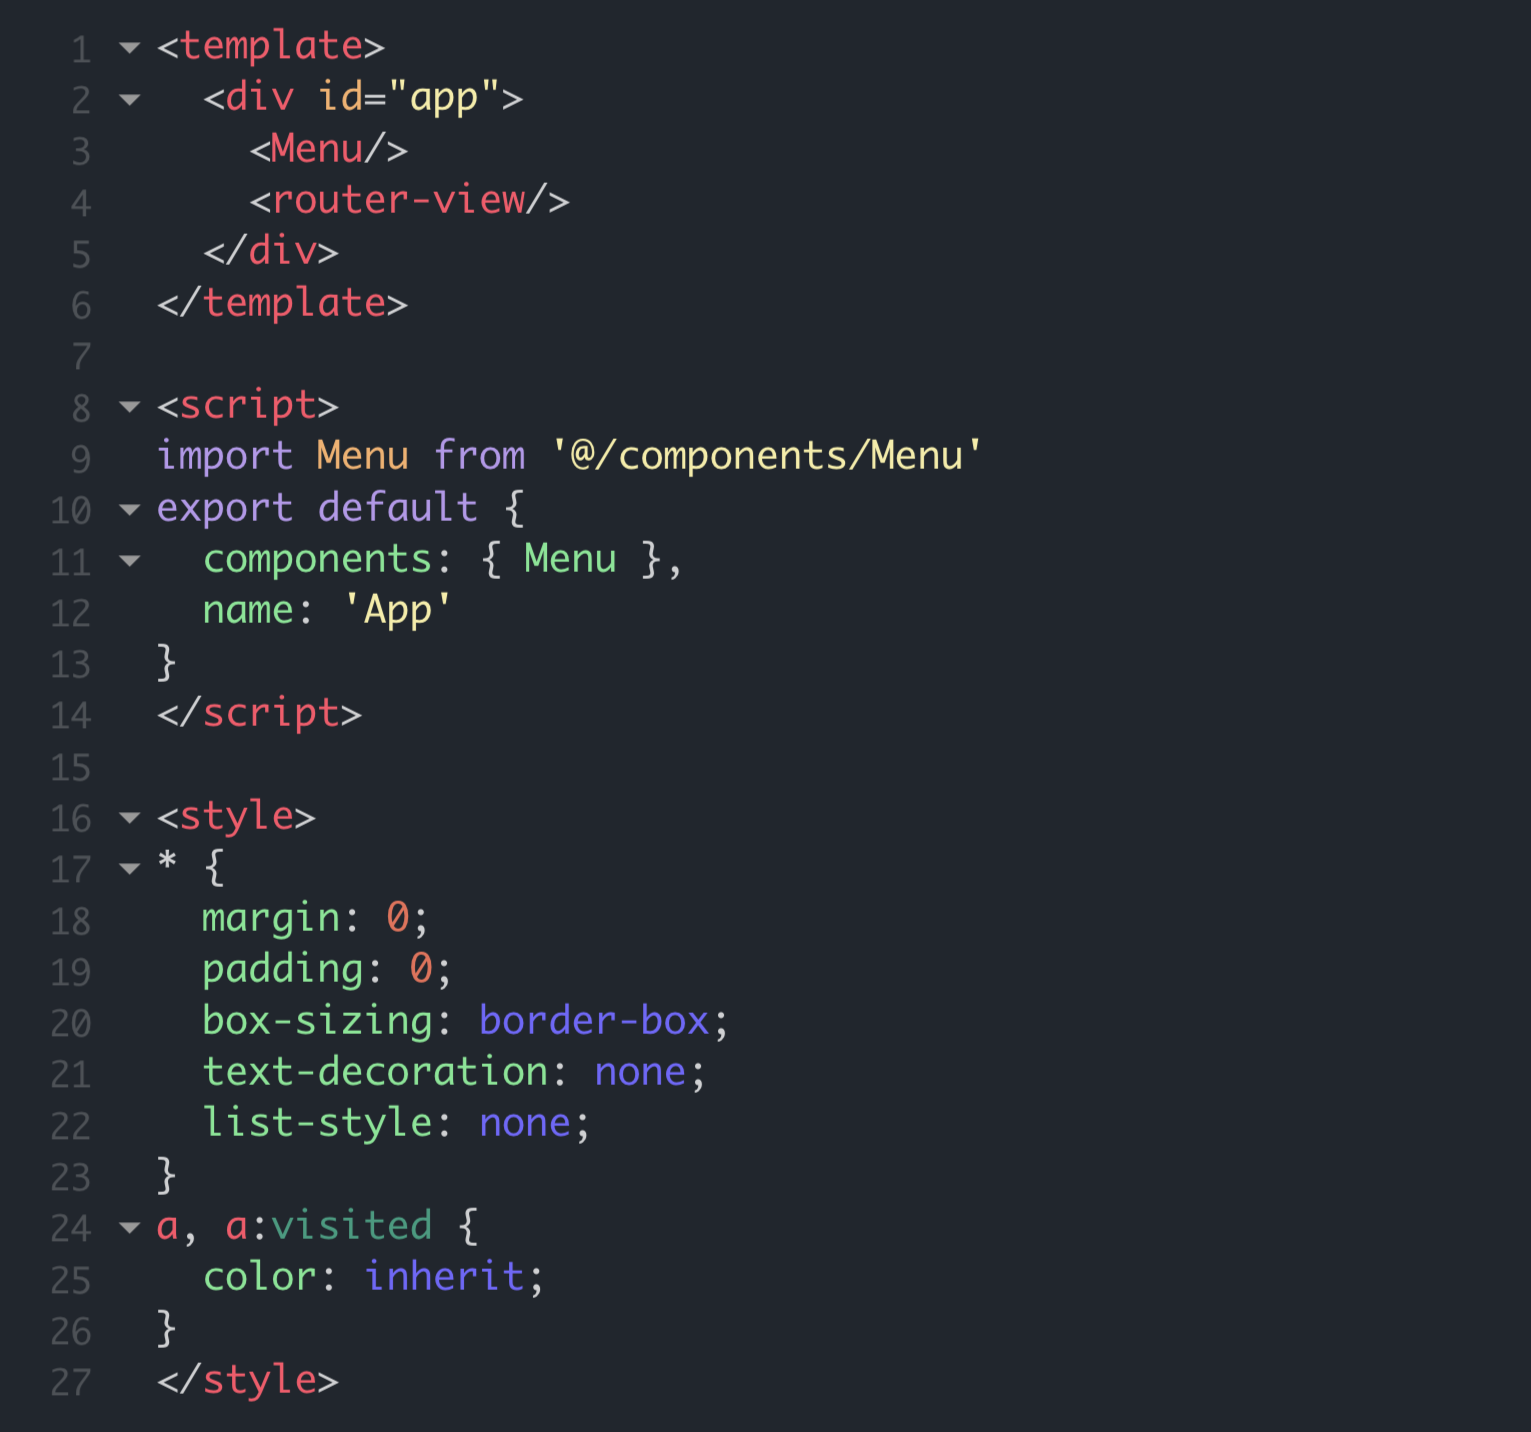 1 <template>
2   <div id="app">
3     <Menu/>
4     <router-view/>
5   </div>
6 </template>
7
8 <script>
9 import Menu from '@/components/Menu'
10 export default {
11   components: { Menu },
12   name: 'App'
13 }
14 </script>
15
16 <style>
17 * {
18   margin: 0;
19   padding: 0;
20   box-sizing: border-box;
21   text-decoration: none;
22   list-style: none;
23 }
24 a, a:visited {
25   color: inherit;
26 }
27 </style>